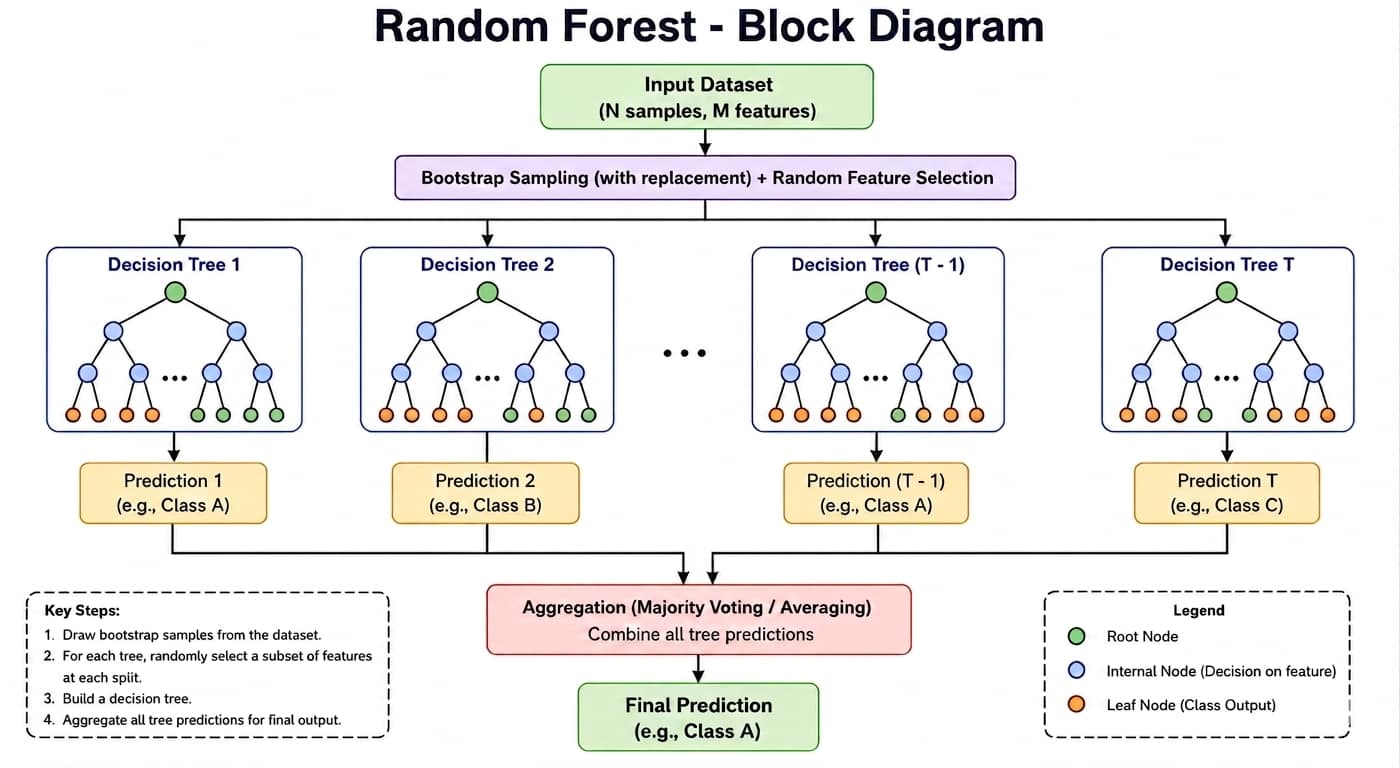 Random Forest - Block Diagram
Input Dataset
(N samples, M features)
Bootstrap Sampling (with replacement) + Random Feature Selection
Decision Tree 1
Decision Tree 2
Decision Tree (T - 1)
Decision Tree T
...
...
...
...
...
Prediction 1
(e.g., Class A)
Prediction 2
(e.g., Class B)
Prediction (T - 1)
(e.g., Class A)
Prediction T
(e.g., Class C)
Aggregation (Majority Voting / Averaging)
Combine all tree predictions
Final Prediction
(e.g., Class A)
Key Steps:
1. Draw bootstrap samples from the dataset.
2. For each tree, randomly select a subset of features
at each split.
3. Build a decision tree.
4. Aggregate all tree predictions for final output.
Legend
Root Node
Internal Node (Decision on feature)
Leaf Node (Class Output)